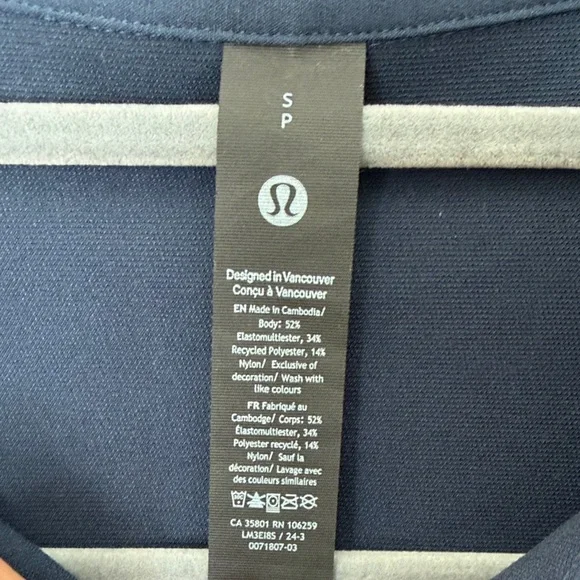 S
P
Designed in Vancouver
Conçu à Vancouver
EN Made in Cambodia/
Body: 52%
Elastomultiester, 34%
Recycled Polyester, 14%
Nylon/ Exclusive of
decoration/ Wash with
like colours
FR Fabriqué au
Cambodge/ Corps: 52%
Élastomultiester, 34%
Polyester recyclé, 14%
Nylon/ Sauf la
décoration/ Lavage avec
des couleurs similaires
CA 35801 RN 106259
LM3EI8S / 24-3
0071807-03